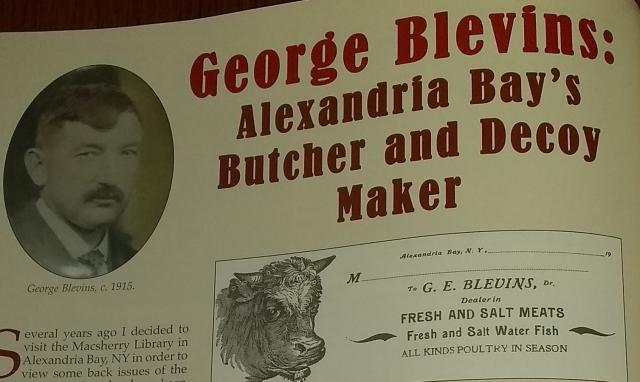 George Blevins:
Alexandria Bay's
Butcher and Decoy
Maker
George Blevins, c. 1915.
Several years ago I decided to
visit the Macsherry Library in
Alexandria Bay, NY in order to
view some back issues of the
Alexandria Bay, N. Y., 19
M
To G. E. BLEVINS, Dr.
Dealer in
FRESH AND SALT MEATS
Fresh and Salt Water Fish
ALL KINDS POULTRY IN SEASON